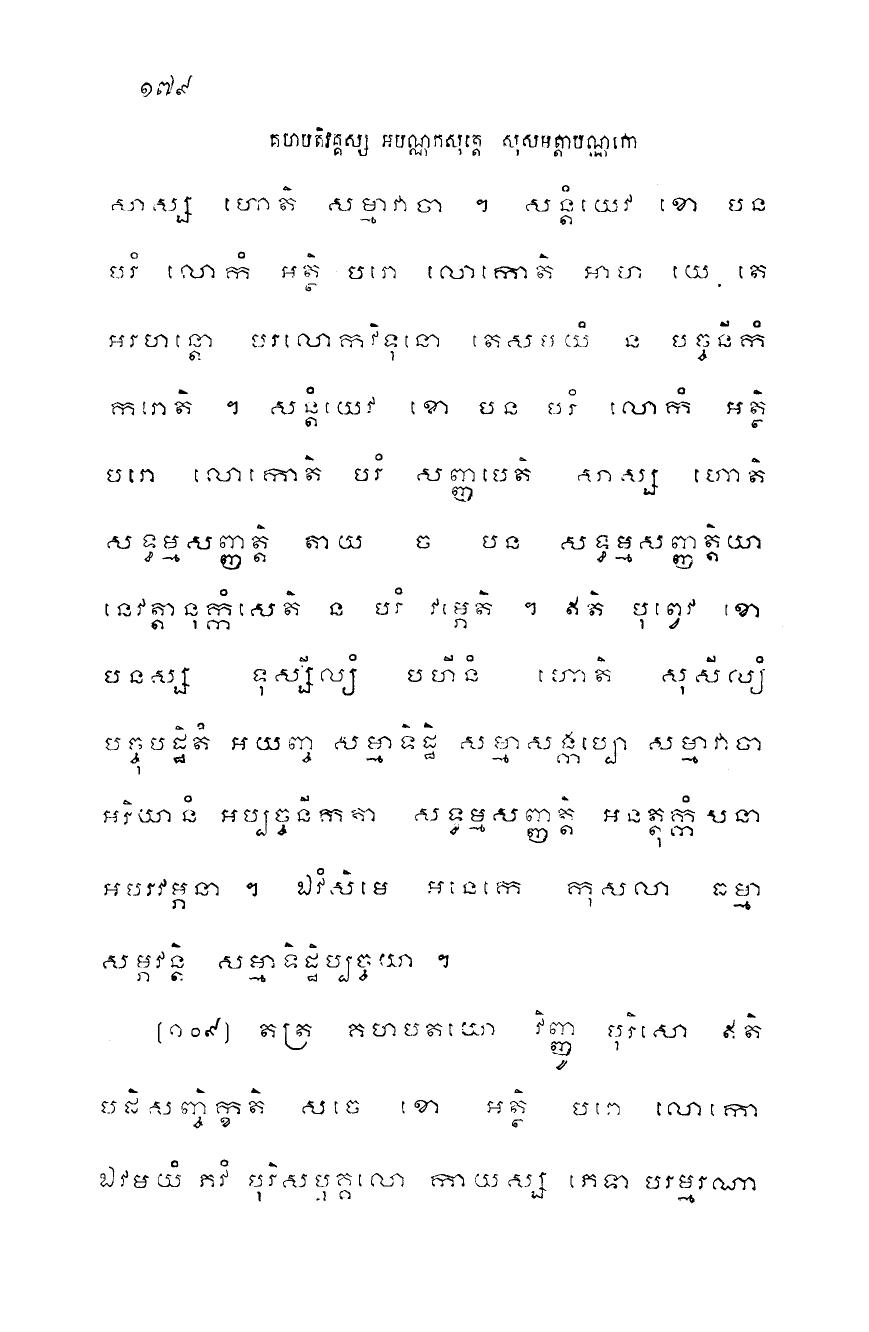 ១៧៩
គហបតិវគ្គស្ស អបណ្ណកសុត្តេ សុសមត្តាបណ្ណកោ
សាស្ស ហោតិ សម្មាវាចា ។ សន្តំយេវ ខោ បន
បរំ លោកំ អត្ថិ បរោ លោកោតិ អាហ យេ តេ
អរហន្តោ បរលោកវិទុនោ តេសមយំ ន បច្ចនីកំ
ករោតិ ។ សន្តំយេវ ខោ បន បរំ លោកំ អត្ថិ
បរោ លោកោតិ បរំ សញ្ញបេតិ សាស្ស ហោតិ
សទ្ធម្មសញ្ញត្តិ តាយ ច បន សទ្ធម្មសញ្ញត្តិយា
នេវត្តានុក្កំសេតិ ន បរំ វម្ភេតិ ។ ឥតិ បុព្វេវ ខោ
បនស្ស ទុស្សីល្យំ បហីនំ ហោតិ សុសីល្យំ
បច្ចុបដ្ឋិតំ អយញ្ច សម្មាទិដ្ឋិ សម្មាសង្កប្បោ សម្មាវាចា
អរិយានំ អប្បច្ចនីកតា សទ្ធម្មសញ្ញត្តិ អនត្តុក្កំសនា
អបរវម្ភនា ។ ឯវំសិមេ អនេកេ កុសលា ធម្មា
សម្ភវន្តិ សម្មាទិដ្ឋិប្បច្ចយា ។
[១០៩] តត្រ គហបតយោ វិញ្ញូ បុរិសោ ឥតិ
បដិសញ្ចិក្ខតិ សចេ ខោ អត្ថិ បរោ លោកោ
ឯវមយំ ភវំ បុរិសបុគ្គលោ កាយស្ស ភេទា បរម្មរណា